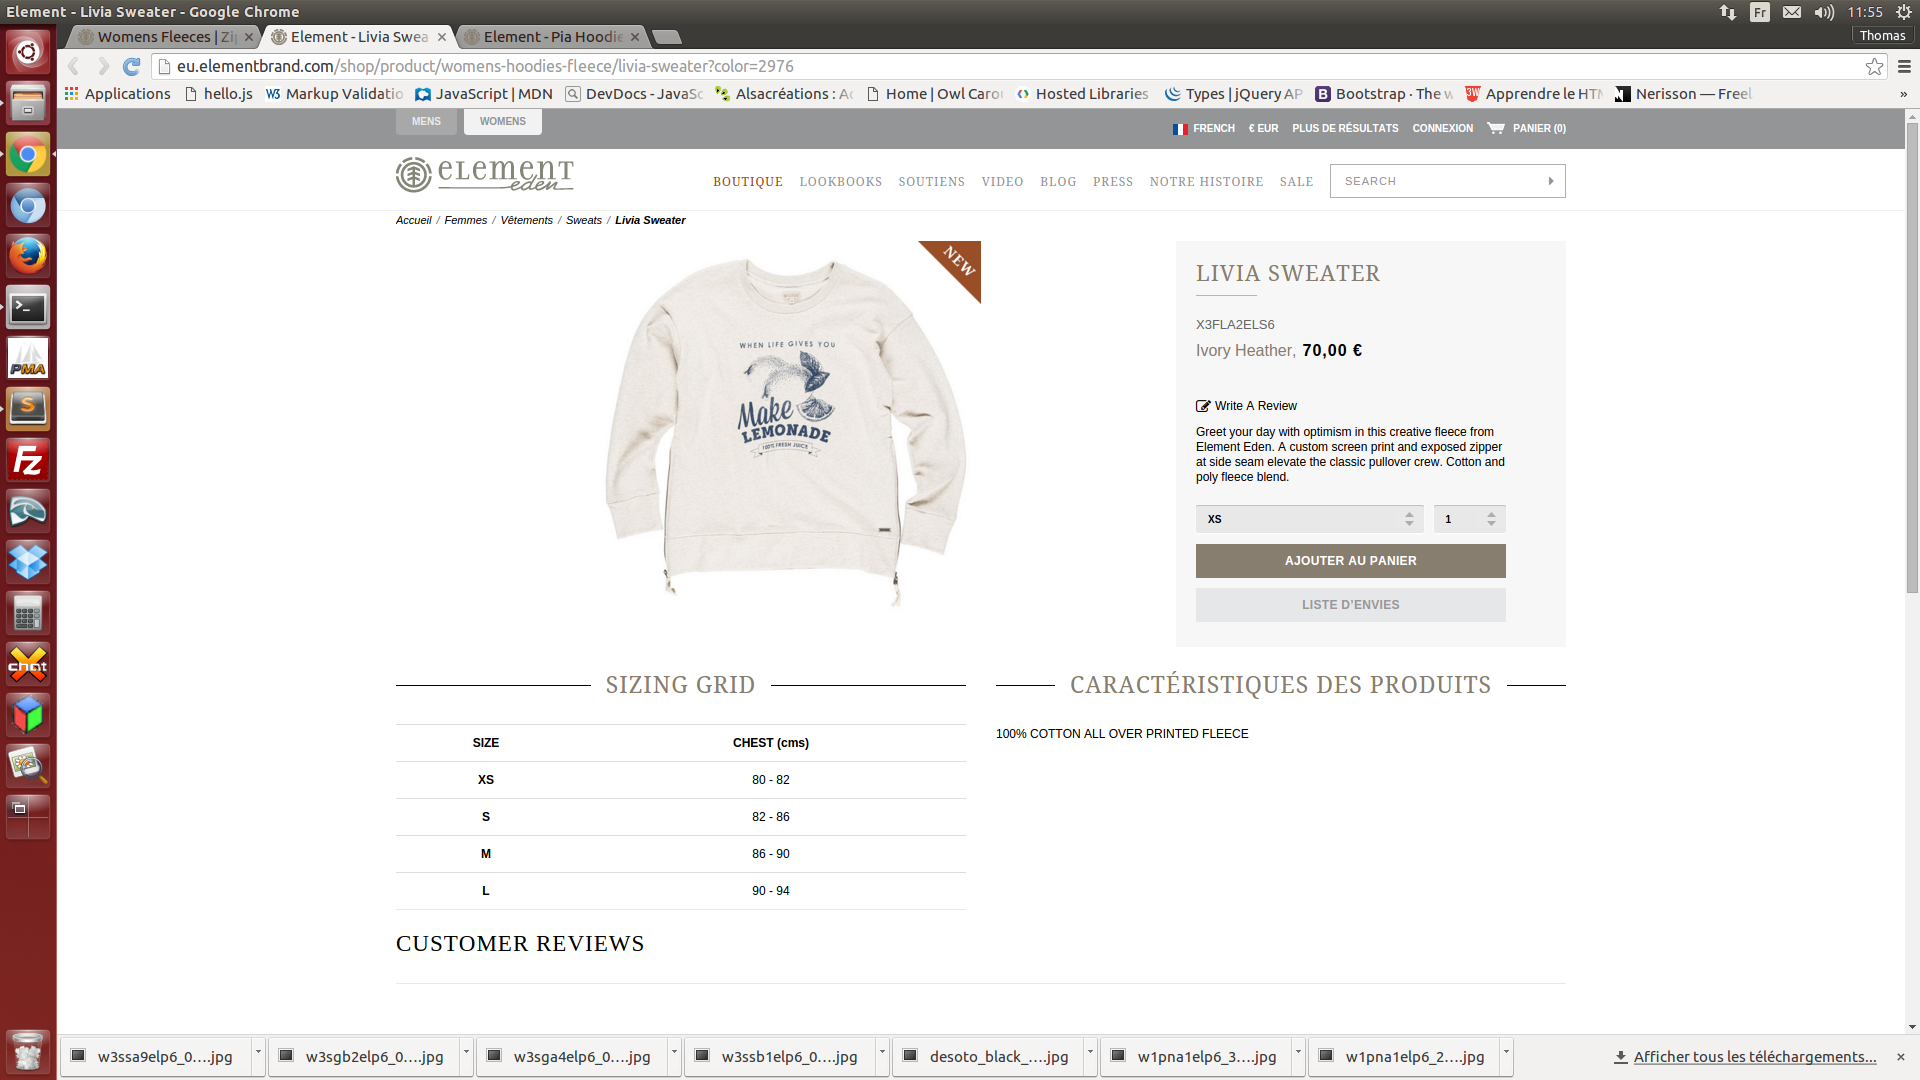 Element - Livia Sweater - Google Chrome
Fr
11:55
Womens Fleeces | Zi
Element - Livia Swea
Element - Pia Hoodie
Thomas
eu.elementbrand.com/shop/product/womens-hoodies-fleece/livia-sweater?color=2976
Applications
hello.js
W3 Markup Validatio
JavaScript | MDN
DevDocs - JavaSc
Alsacréations : Ac
Home | Owl Carou
Hosted Libraries
Types | jQuery AP
B Bootstrap · The w
Apprendre le HTM
Nerisson — Freel
»
MENS
WOMENS
FRENCH
€ EUR
PLUS DE RÉSULTATS
CONNEXION
PANIER (0)
ELEMENT
eden
BOUTIQUE
LOOKBOOKS
SOUTIENS
VIDEO
BLOG
PRESS
NOTRE HISTOIRE
SALE
SEARCH
Accueil / Femmes / Vêtements / Sweats / Livia Sweater
NEW
WHEN LIFE GIVES YOU
Make
LEMONADE
100% FRESH JUICE
LIVIA SWEATER
X3FLA2ELS6
Ivory Heather, 70,00 €
Write A Review
Greet your day with optimism in this creative fleece from
Element Eden. A custom screen print and exposed zipper
at side seam elevate the classic pullover crew. Cotton and
poly fleece blend.
XS
1
AJOUTER AU PANIER
LISTE D'ENVIES
SIZING GRID
SIZE CHEST (cms)
XS 80 - 82
S 82 - 86
M 86 - 90
L 90 - 94
CARACTÉRISTIQUES DES PRODUITS
100% COTTON ALL OVER PRINTED FLEECE
CUSTOMER REVIEWS
PMA
S
Fz
X
chat
w3ssa9elp6_0....jpg
w3sgb2elp6_0....jpg
w3sga4elp6_0....jpg
w3ssb1elp6_0....jpg
desoto_black_....jpg
w1pna1elp6_3....jpg
w1pna1elp6_2....jpg
Afficher tous les téléchargements...